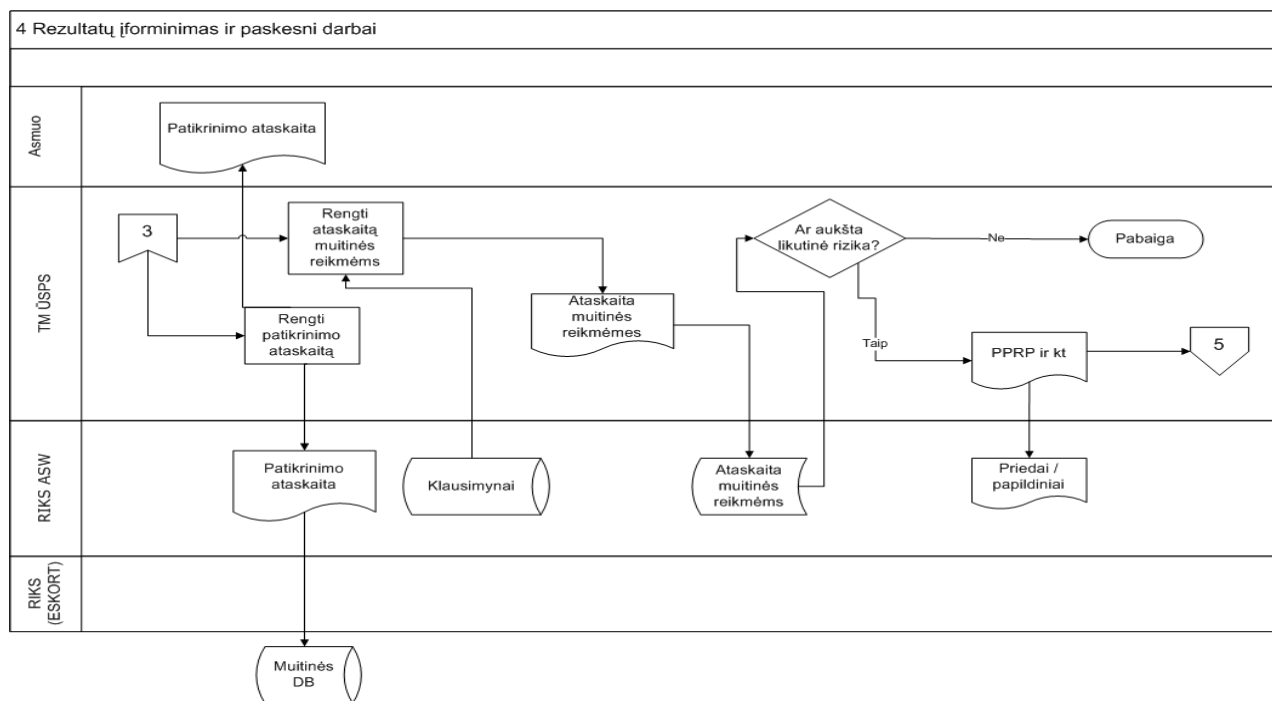 4 Rezultatų įforminimas ir paskesni darbai
Asmuo
Patikrinimo ataskaita
TM ŪSPS
3
Rengti
ataskaitą
muitinės
reikmėms
Rengti
patikrinimo
ataskaitą
Ataskaita
muitinės
reikmėmes
Ar aukšta
likutinė rizika?
Ne
Pabaiga
Taip
PPRP ir kt
5
RIKS ASW
Patikrinimo
ataskaita
Klausimynai
Ataskaita
muitinės
reikmėms
Priedai /
papildiniai
RIKS
(ESKORT)
Muitinės
DB